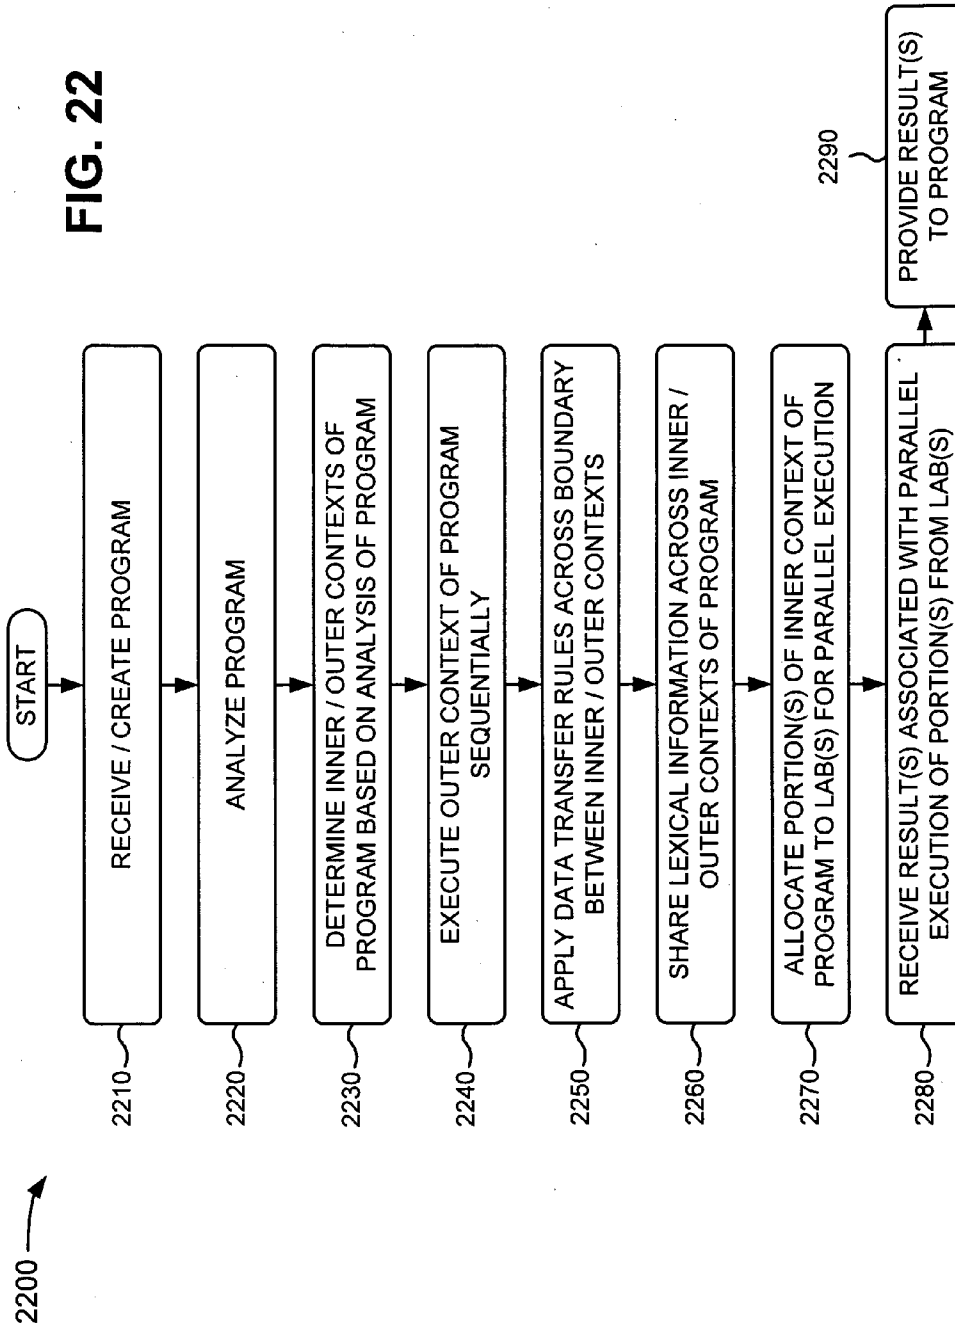 FIG. 22
2200
START
2210
RECEIVE / CREATE PROGRAM
2220
ANALYZE PROGRAM
2230
DETERMINE INNER / OUTER CONTEXTS OF
PROGRAM BASED ON ANALYSIS OF PROGRAM
2240
EXECUTE OUTER CONTEXT OF PROGRAM
SEQUENTIALLY
2250
APPLY DATA TRANSFER RULES ACROSS BOUNDARY
BETWEEN INNER / OUTER CONTEXTS
2260
SHARE LEXICAL INFORMATION ACROSS INNER /
OUTER CONTEXTS OF PROGRAM
2270
ALLOCATE PORTION(S) OF INNER CONTEXT OF
PROGRAM TO LAB(S) FOR PARALLEL EXECUTION
2280
RECEIVE RESULT(S) ASSOCIATED WITH PARALLEL
EXECUTION OF PORTION(S) FROM LAB(S)
2290
PROVIDE RESULT(S)
TO PROGRAM